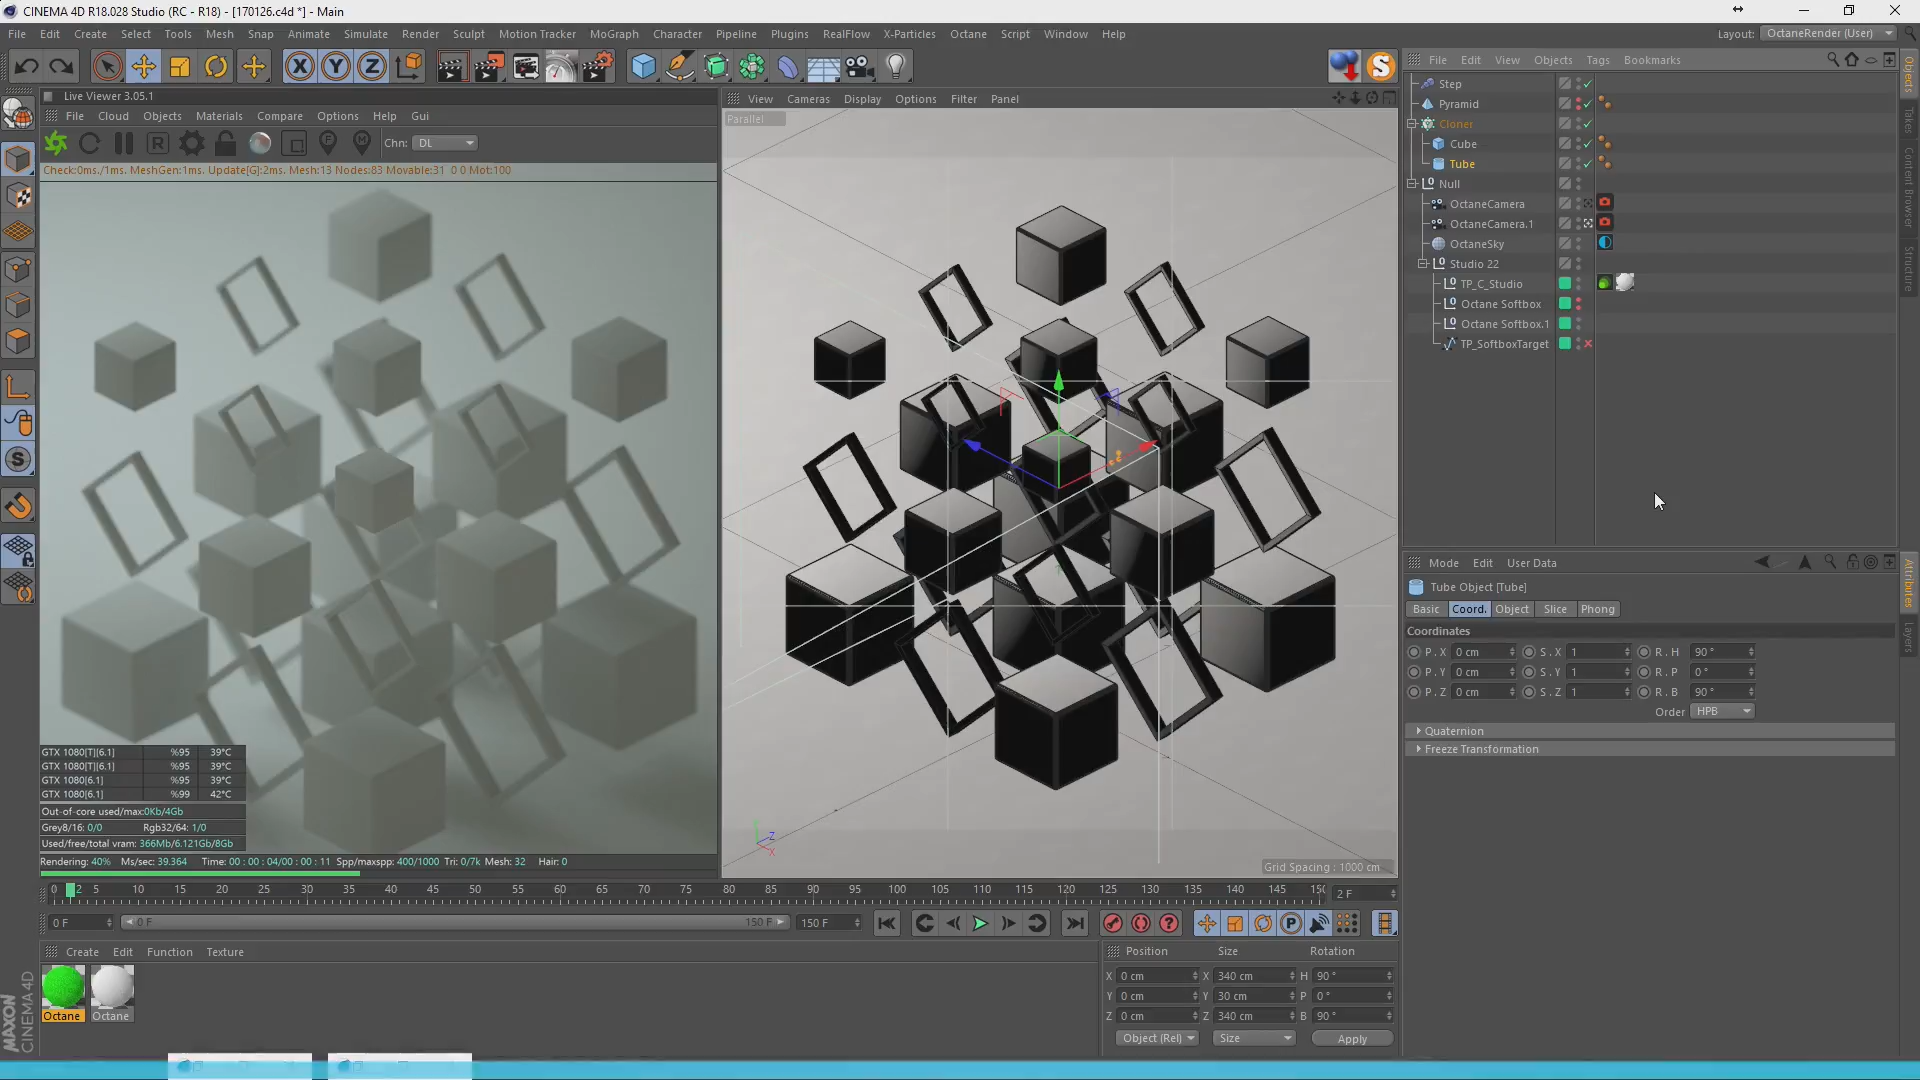 CINEMA 4D R18.028 Studio (RC - R18) - [170126.c4d *] - Main
File Edit Create Select Tools Mesh Snap Animate Simulate Render Sculpt Motion Tracker MoGraph Character Pipeline Plugins RealFlow X-Particles Octane Script Window Help
Layout: OctaneRender (User)
Live Viewer 3.05.1
File Cloud Objects Materials Compare Options Help Gui
Chn: DL
Check:0ms./1ms. MeshGen:1ms. Update[G]:2ms. Mesh:13 Nodes:83 Movable:31 0 0 Mot:100
GTX 1080[T][6.1] %95 39°C
GTX 1080[T][6.1] %95 39°C
GTX 1080[6.1] %95 39°C
GTX 1080[6.1] %99 42°C
Out-of-core used/max:0Kb/4Gb
Grey8/16: 0/0 Rgb32/64: 1/0
Used/free/total vram: 366Mb/6.121Gb/8Gb
Rendering: 40% Ms/sec: 39.364 Time: 00 : 00 : 04/00 : 00 : 11 Spp/maxspp: 400/1000 Tri: 0/7k Mesh: 32 Hair: 0
View Cameras Display Options Filter Panel
Parallel
Y
Z
X
Grid Spacing : 1000 cm
File Edit View Objects Tags Bookmarks
Step
Pyramid
Cloner
Cube
Tube
Null
OctaneCamera
OctaneCamera.1
OctaneSky
Studio 22
TP_C_Studio
Octane Softbox
Octane Softbox.1
TP_SoftboxTarget
Objects
Takes
Content Browser
Structure
Mode Edit User Data
Tube Object [Tube]
Basic Coord. Object Slice Phong
Coordinates
P . X 0 cm S . X 1 R . H 90 °
P . Y 0 cm S . Y 1 R . P 0 °
P . Z 0 cm S . Z 1 R . B 90 °
Order HPB
Quaternion
Freeze Transformation
Attributes
Layers
0 2 5 10 15 20 25 30 35 40 45 50 55 60 65 70 75 80 85 90 95 100 105 110 115 120 125 130 135 140 145 150
2 F
0 F 0 F 150 F 150 F
Create Edit Function Texture
Octane
Octane
Position Size Rotation
X 0 cm X 340 cm H 90 °
Y 0 cm Y 30 cm P 0 °
Z 0 cm Z 340 cm B 90 °
Object (Rel) Size Apply
MAXON
CINEMA 4D